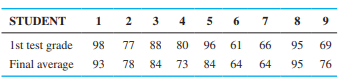 STUDENT 1 2 3 4 5 6 7 8 9
1st test grade 98 77 88 80 96 61 66 95 69
Final average 93 78 84 73 84 64 64 95 76